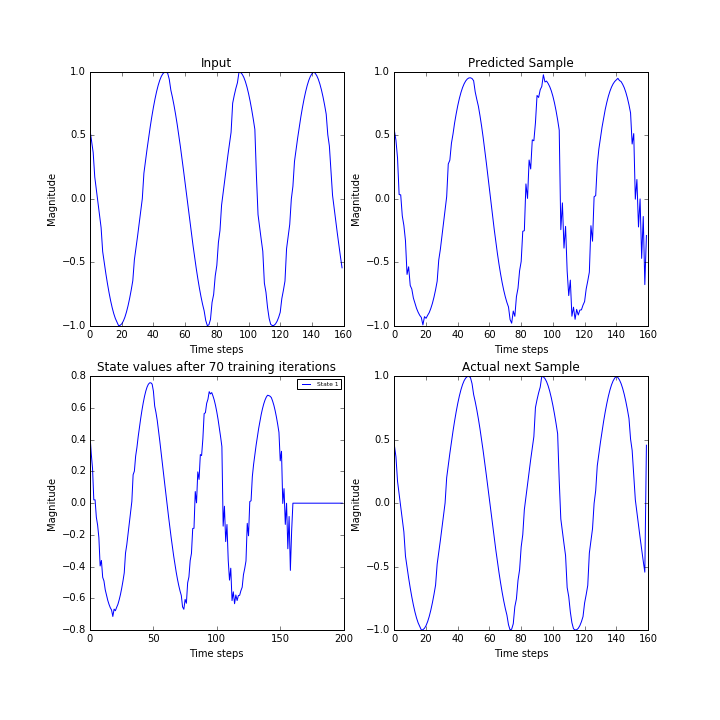 Input
1.0
0.5
0.0
−0.5
−1.0
Magnitude
0 20 40 60 80 100 120 140 160
Time steps
Predicted Sample
1.0
0.5
0.0
−0.5
−1.0
Magnitude
0 20 40 60 80 100 120 140 160
Time steps
State values after 70 training iterations
State 1
0.8
0.6
0.4
0.2
0.0
−0.2
−0.4
−0.6
−0.8
Magnitude
0 50 100 150 200
Time steps
Actual next Sample
1.0
0.5
0.0
−0.5
−1.0
Magnitude
0 20 40 60 80 100 120 140 160
Time steps